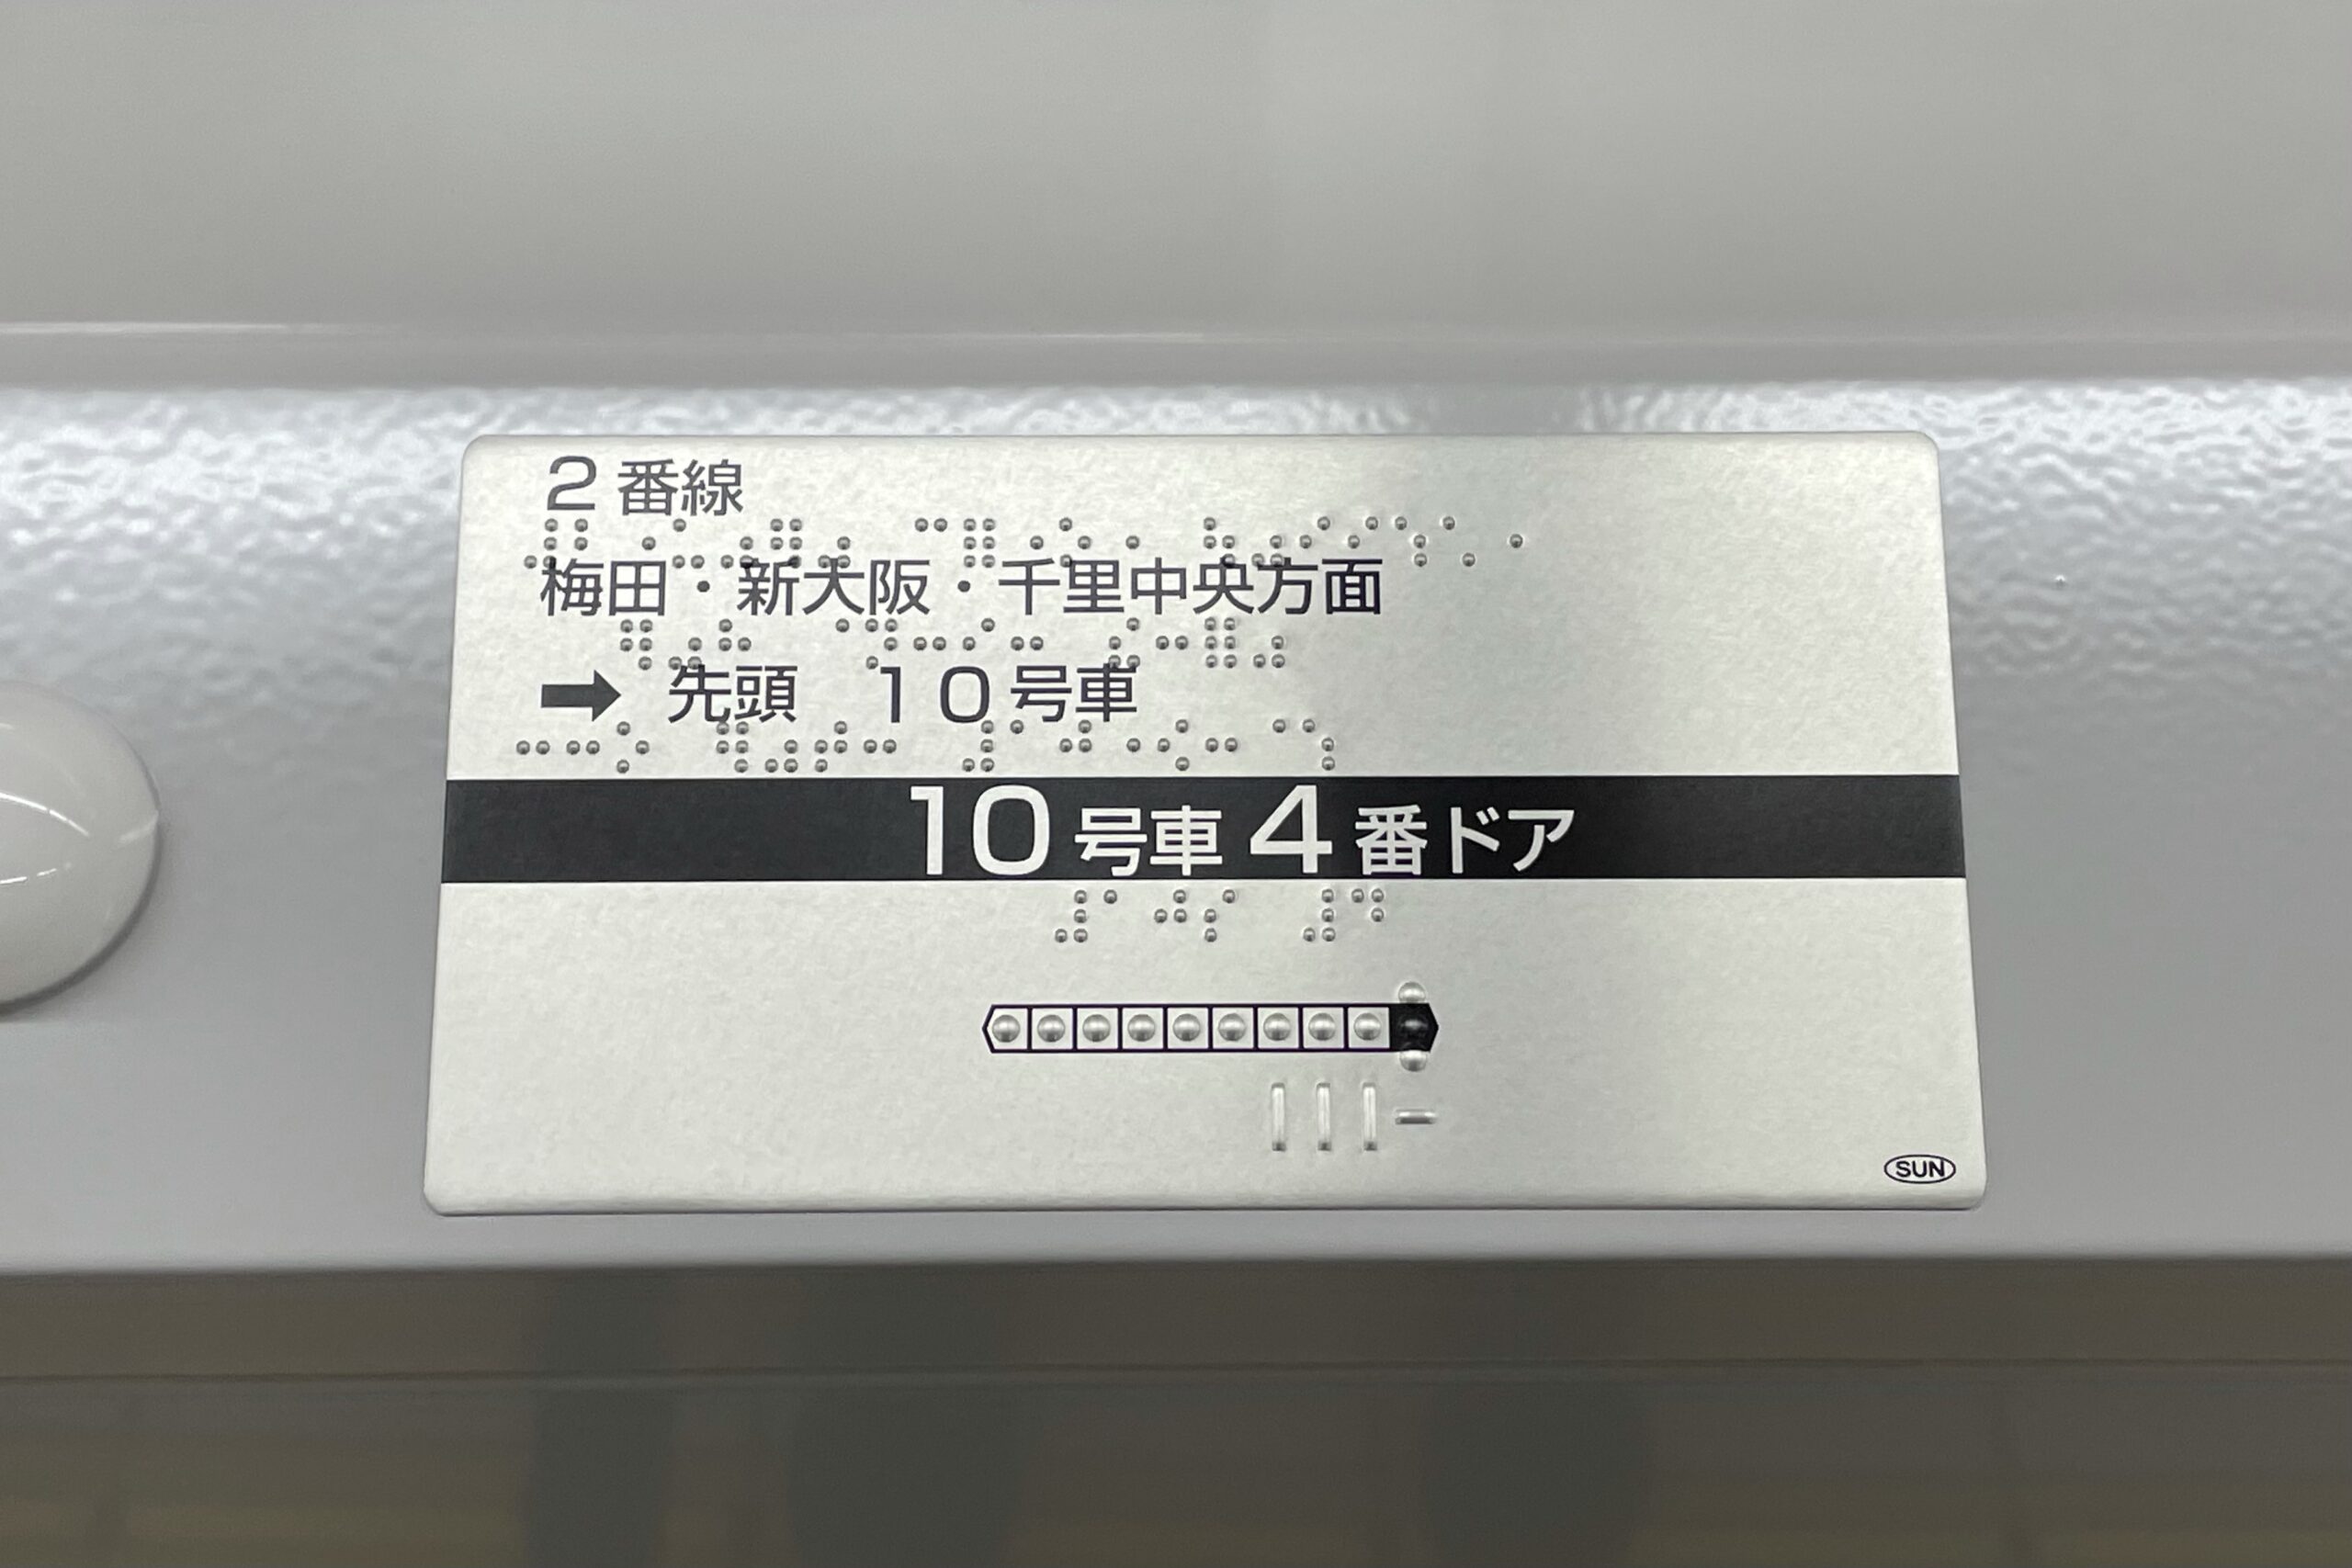 2番線
梅田・新大阪・千里中央方面
➡ 先頭　10号車
10号車4番ドア
SUN